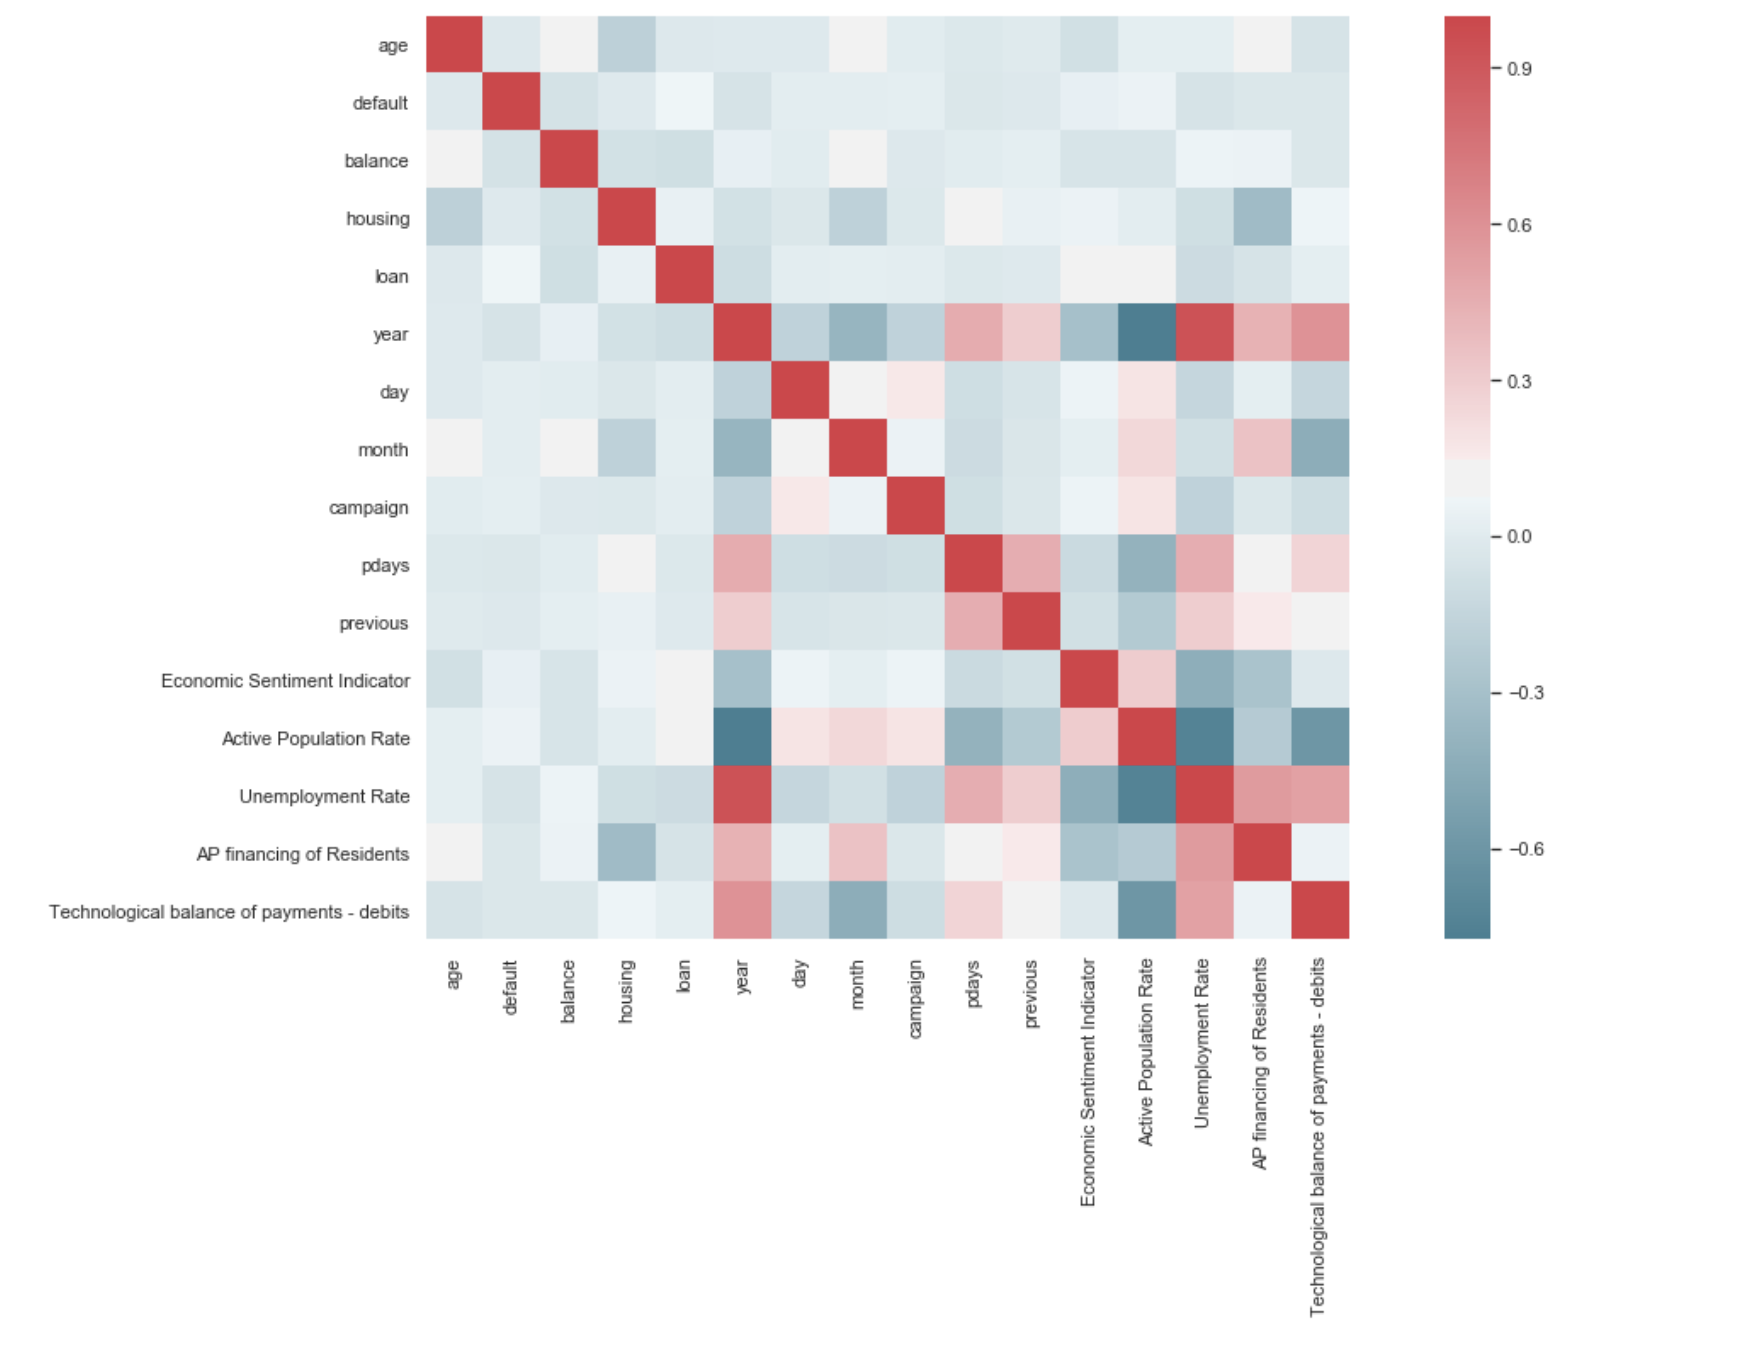 age
default
balance
housing
loan
year
day
month
campaign
pdays
previous
Economic Sentiment Indicator
Active Population Rate
Unemployment Rate
AP financing of Residents
Technological balance of payments - debits
age
default
balance
housing
loan
year
day
month
campaign
pdays
previous
Economic Sentiment Indicator
Active Population Rate
Unemployment Rate
AP financing of Residents
Technological balance of payments - debits
0.9
0.6
0.3
0.0
−0.3
−0.6